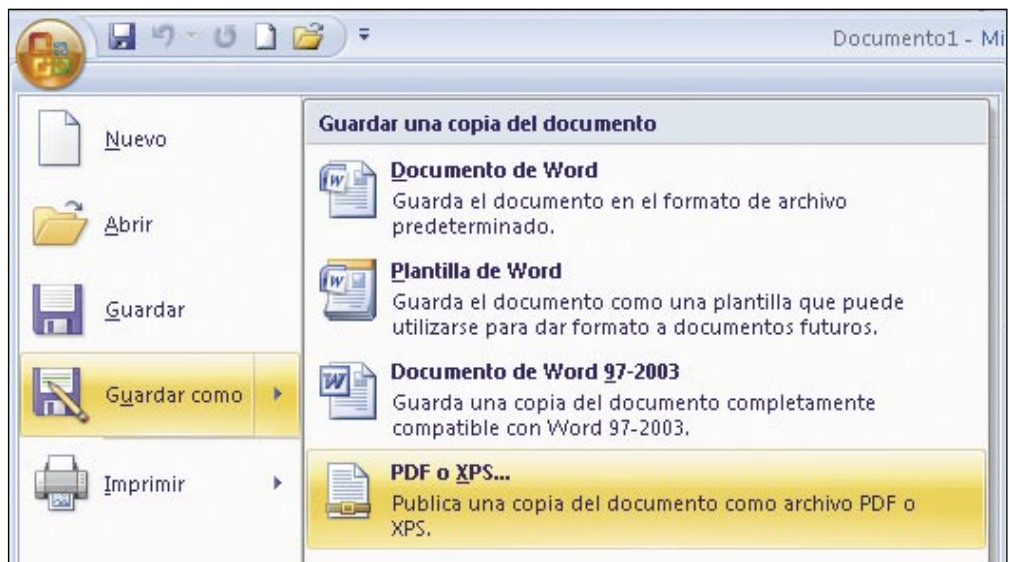 Documento1 - Mi
Nuevo
Abrir
Guardar
Guardar como
Imprimir
Guardar una copia del documento
Documento de Word
Guarda el documento en el formato de archivo
predeterminado.
Plantilla de Word
Guarda el documento como una plantilla que puede
utilizarse para dar formato a documentos futuros.
Documento de Word 97-2003
Guarda una copia del documento completamente
compatible con Word 97-2003.
PDF o XPS...
Publica una copia del documento como archivo PDF o
XPS.